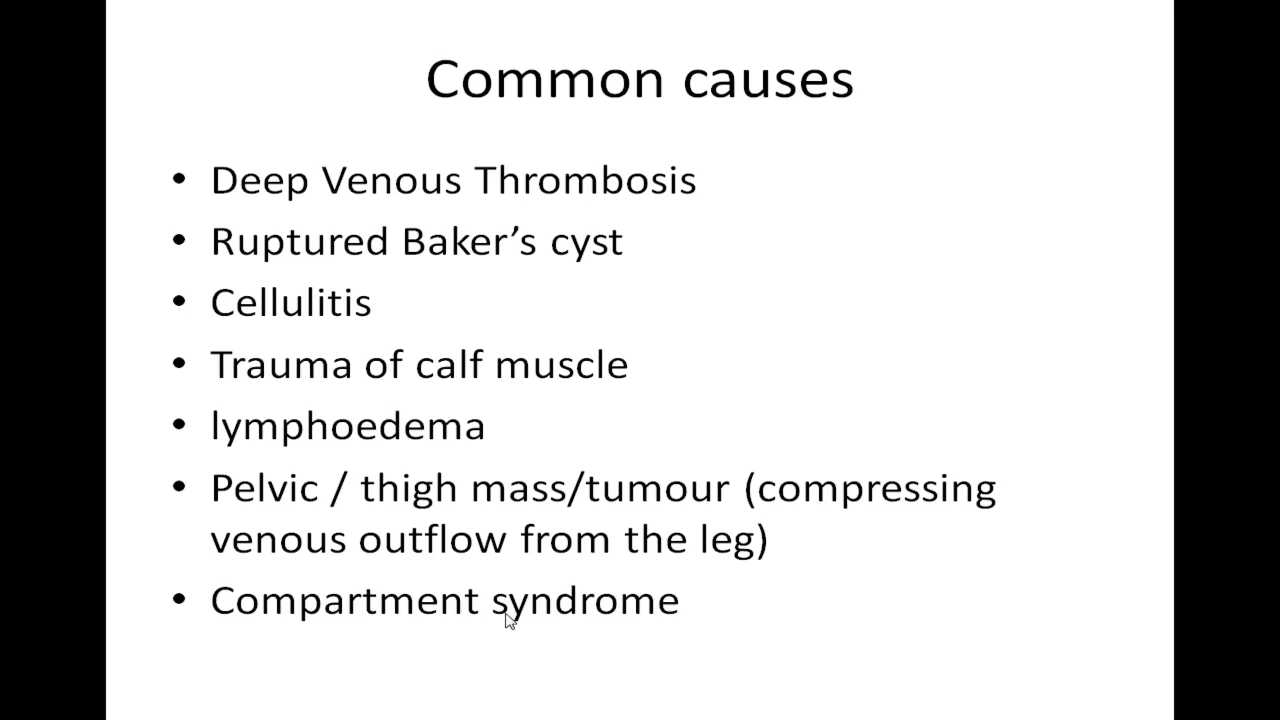 Common causes
• Deep Venous Thrombosis
• Ruptured Baker’s cyst
• Cellulitis
• Trauma of calf muscle
• lymphoedema
• Pelvic / thigh mass/tumour (compressing
venous outflow from the leg)
• Compartment syndrome